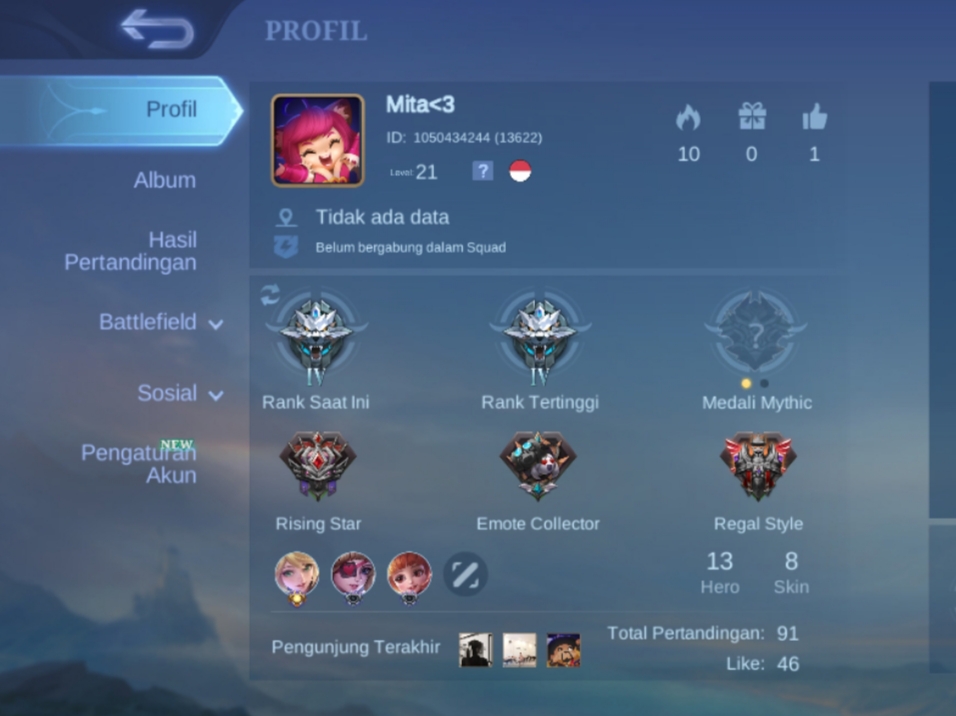 PROFIL
Profil
Album
Hasil
Pertandingan
Battlefield
Sosial
NEW
Pengaturan
Akun
Mita<3
ID: 1050434244 (13622)
Level 21
?
10 0 1
Tidak ada data
Belum bergabung dalam Squad
IV IV ?
Rank Saat Ini Rank Tertinggi Medali Mythic
Rising Star Emote Collector Regal Style
13 8
Hero Skin
Pengunjung Terakhir
Total Pertandingan: 91
Like: 46